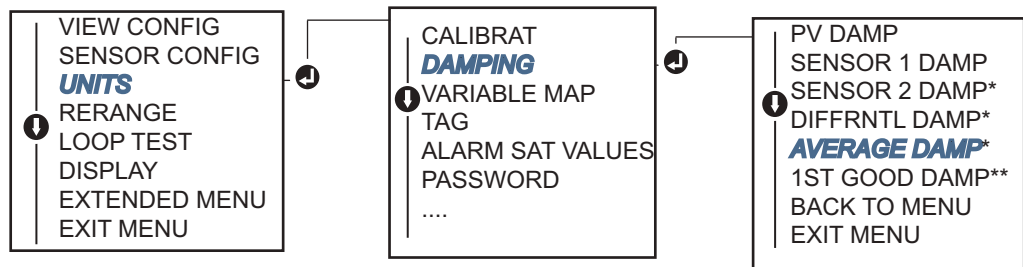 VIEW CONFIG
SENSOR CONFIG
UNITS
RERANGE
LOOP TEST
DISPLAY
EXTENDED MENU
EXIT MENU
CALIBRAT
DAMPING
VARIABLE MAP
TAG
ALARM SAT VALUES
PASSWORD
....
PV DAMP
SENSOR 1 DAMP
SENSOR 2 DAMP*
DIFFRNTL DAMP*
AVERAGE DAMP*
1ST GOOD DAMP**
BACK TO MENU
EXIT MENU